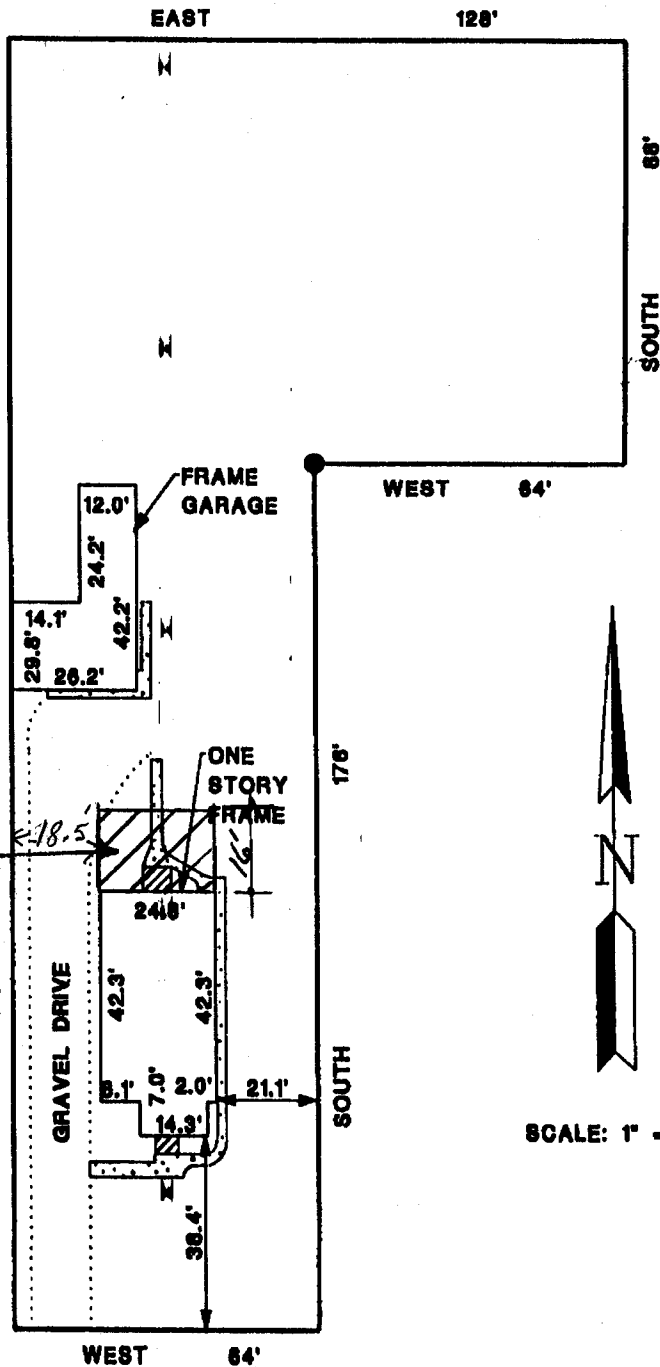 EAST 128'
88'
SOUTH
WEST 64'
FRAME
GARAGE
12.0'
24.2'
42.2'
14.1'
29.8'
26.2'
176'
ONE
STORY
FRAME
18.5
16'
24.8'
N
42.3'
42.3'
GRAVEL DRIVE
8.1'
7.0'
2.0'
21.1'
14.3'
SOUTH
SCALE: 1" =
38.4'
WEST 64'